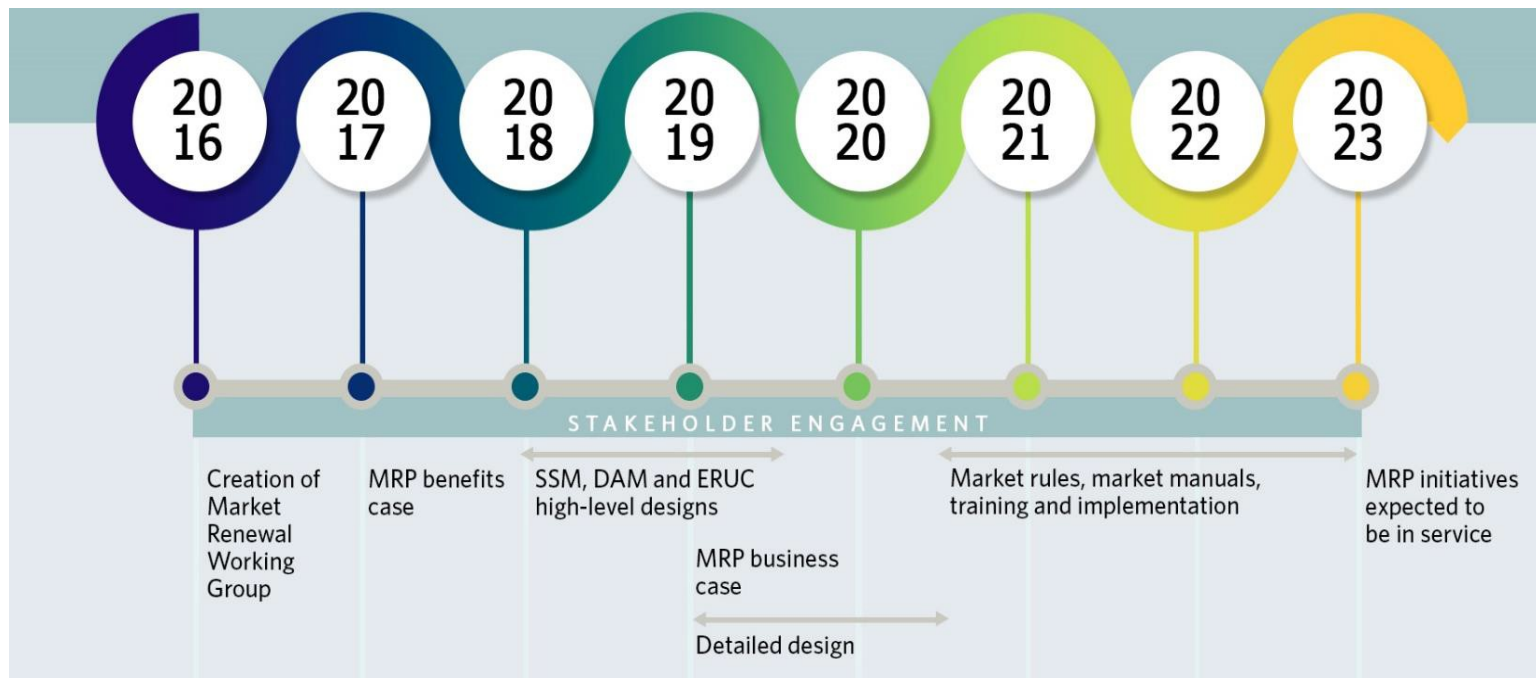 20
16
20
17
20
18
20
19
20
20
20
21
20
22
20
23
STAKEHOLDER ENGAGEMENT
Creation of
Market
Renewal
Working
Group
MRP benefits
case
SSM, DAM and ERUC
high-level designs
MRP business
case
Detailed design
Market rules, market manuals,
training and implementation
MRP initiatives
expected to
be in service